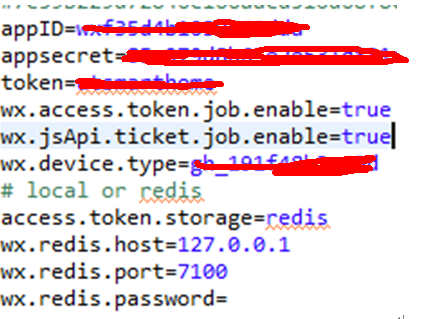 appID=
appsecret=
token=
wx.access.token.job.enable=true
wx.jsApi.ticket.job.enable=true
wx.device.type=gh_191f48b
# local or redis
access.token.storage=redis
wx.redis.host=127.0.0.1
wx.redis.port=7100
wx.redis.password=